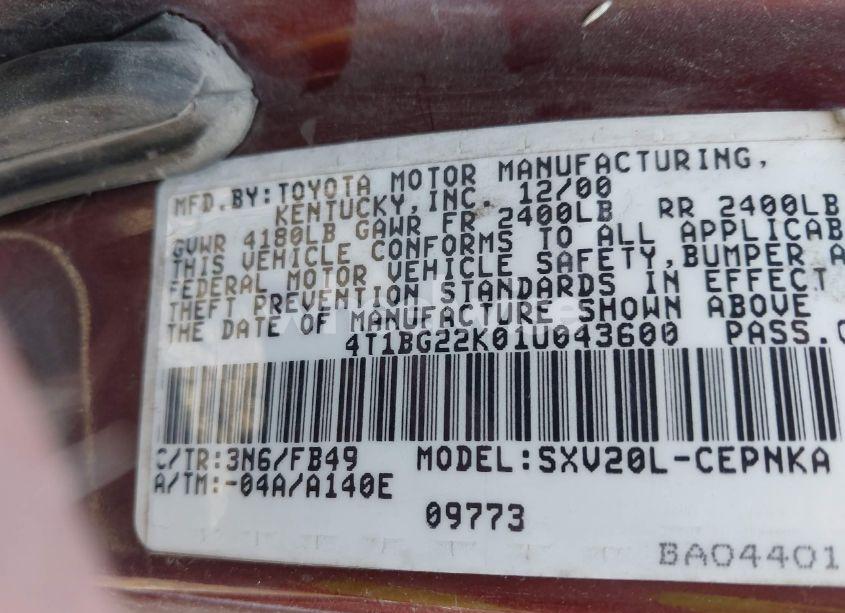 MFD.BY:TOYOTA MOTOR MANUFACTURING,
KENTUCKY,INC. 12/00
GVWR 4180LB GAWR FR 2400LB RR 2400LB
THIS VEHICLE CONFORMS TO ALL APPLICAB
FEDERAL MOTOR VEHICLE SAFETY,BUMPER A
THEFT PREVENTION STANDARDS IN EFFECT
THE DATE OF MANUFACTURE SHOWN ABOVE
4T1BG22K01U043600 PASS.C
C/TR:3N6/FB49 MODEL:SXV20L-CEPNKA
A/TM:-04A/A140E
09773
BA04401